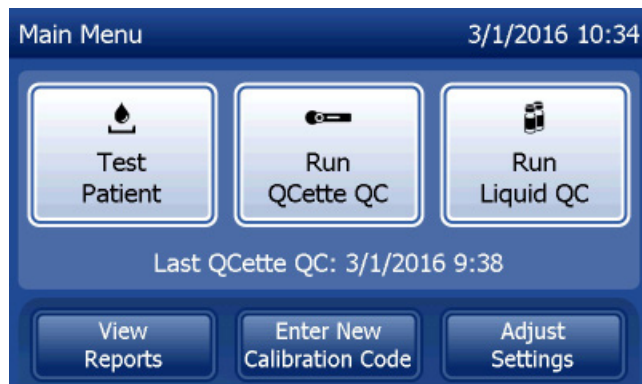 Main Menu 3/1/2016 10:34
Test
Patient
Run
QCette QC
Run
Liquid QC
Last QCette QC: 3/1/2016 9:38
View
Reports
Enter New
Calibration Code
Adjust
Settings